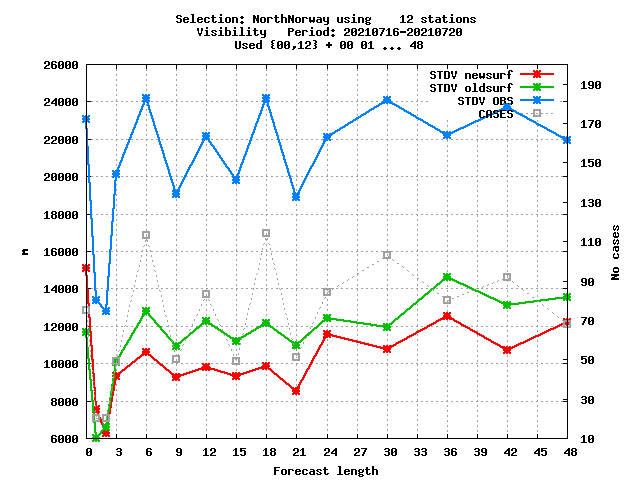 Selection: NorthNorway using    12 stations
Visibility   Period: 20210716-20210720
Used {00,12} + 00 01 ... 48
STDV newsurf
STDV oldsurf
STDV OBS
CASES
26000
24000
22000
20000
18000
16000
14000
12000
10000
8000
6000
m
190
170
150
130
110
90
70
50
30
10
No cases
0 3 6 9 12 15 18 21 24 27 30 33 36 39 42 45 48
Forecast length